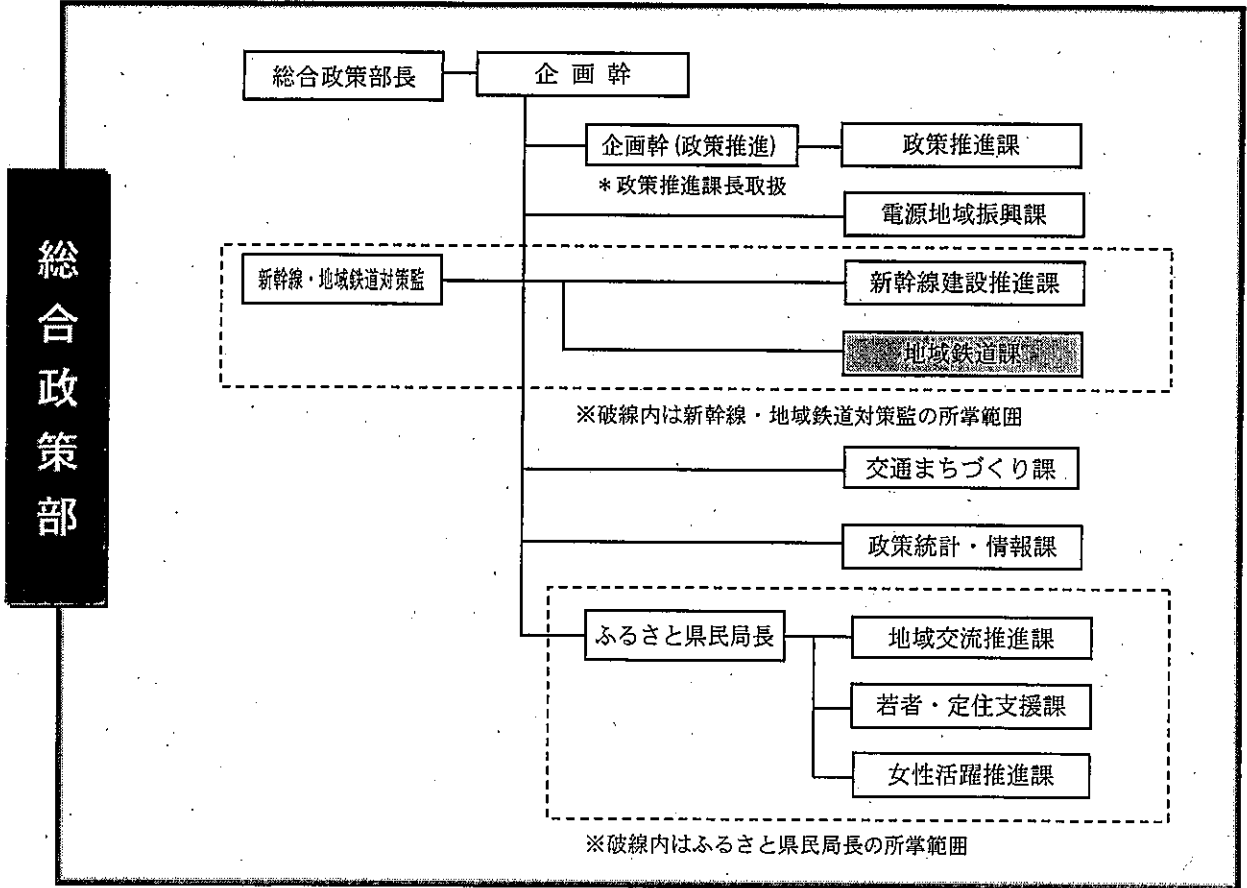 総合政策部
総合政策部長
企画幹
企画幹(政策推進)
政策推進課
*政策推進課長取扱
電源地域振興課
新幹線・地域鉄道対策監
新幹線建設推進課
地域鉄道課
※破線内は新幹線・地域鉄道対策監の所掌範囲
交通まちづくり課
政策統計・情報課
ふるさと県民局長
地域交流推進課
若者・定住支援課
女性活躍推進課
※破線内はふるさと県民局長の所掌範囲